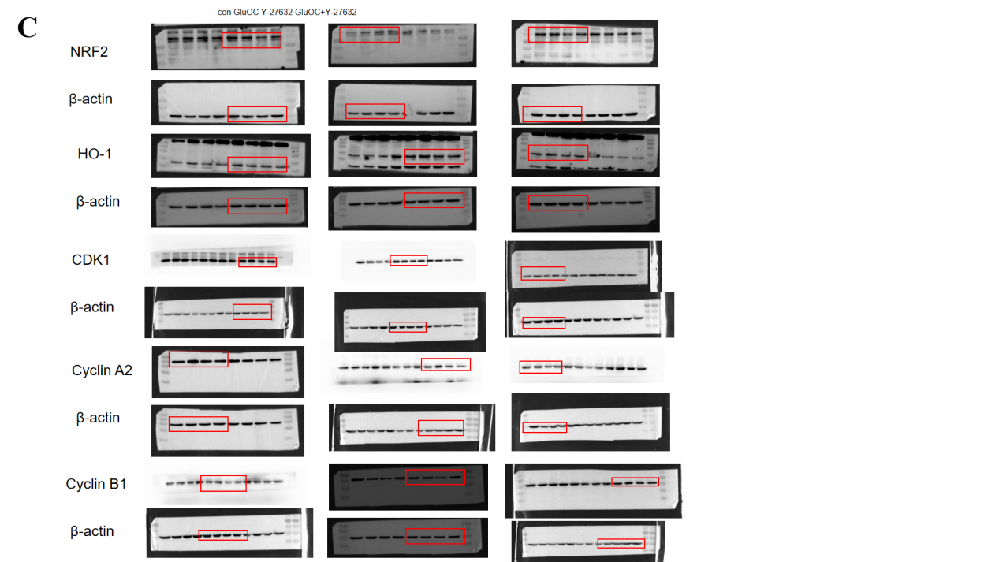 con GluOC Y-27632 GluOC+Y-27632
C
NRF2
β-actin
HO-1
β-actin
CDK1
β-actin
Cyclin A2
β-actin
Cyclin B1
β-actin